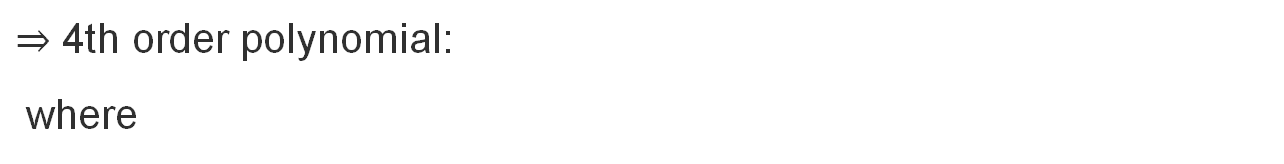 ⇒ 4th order polynomial:
where